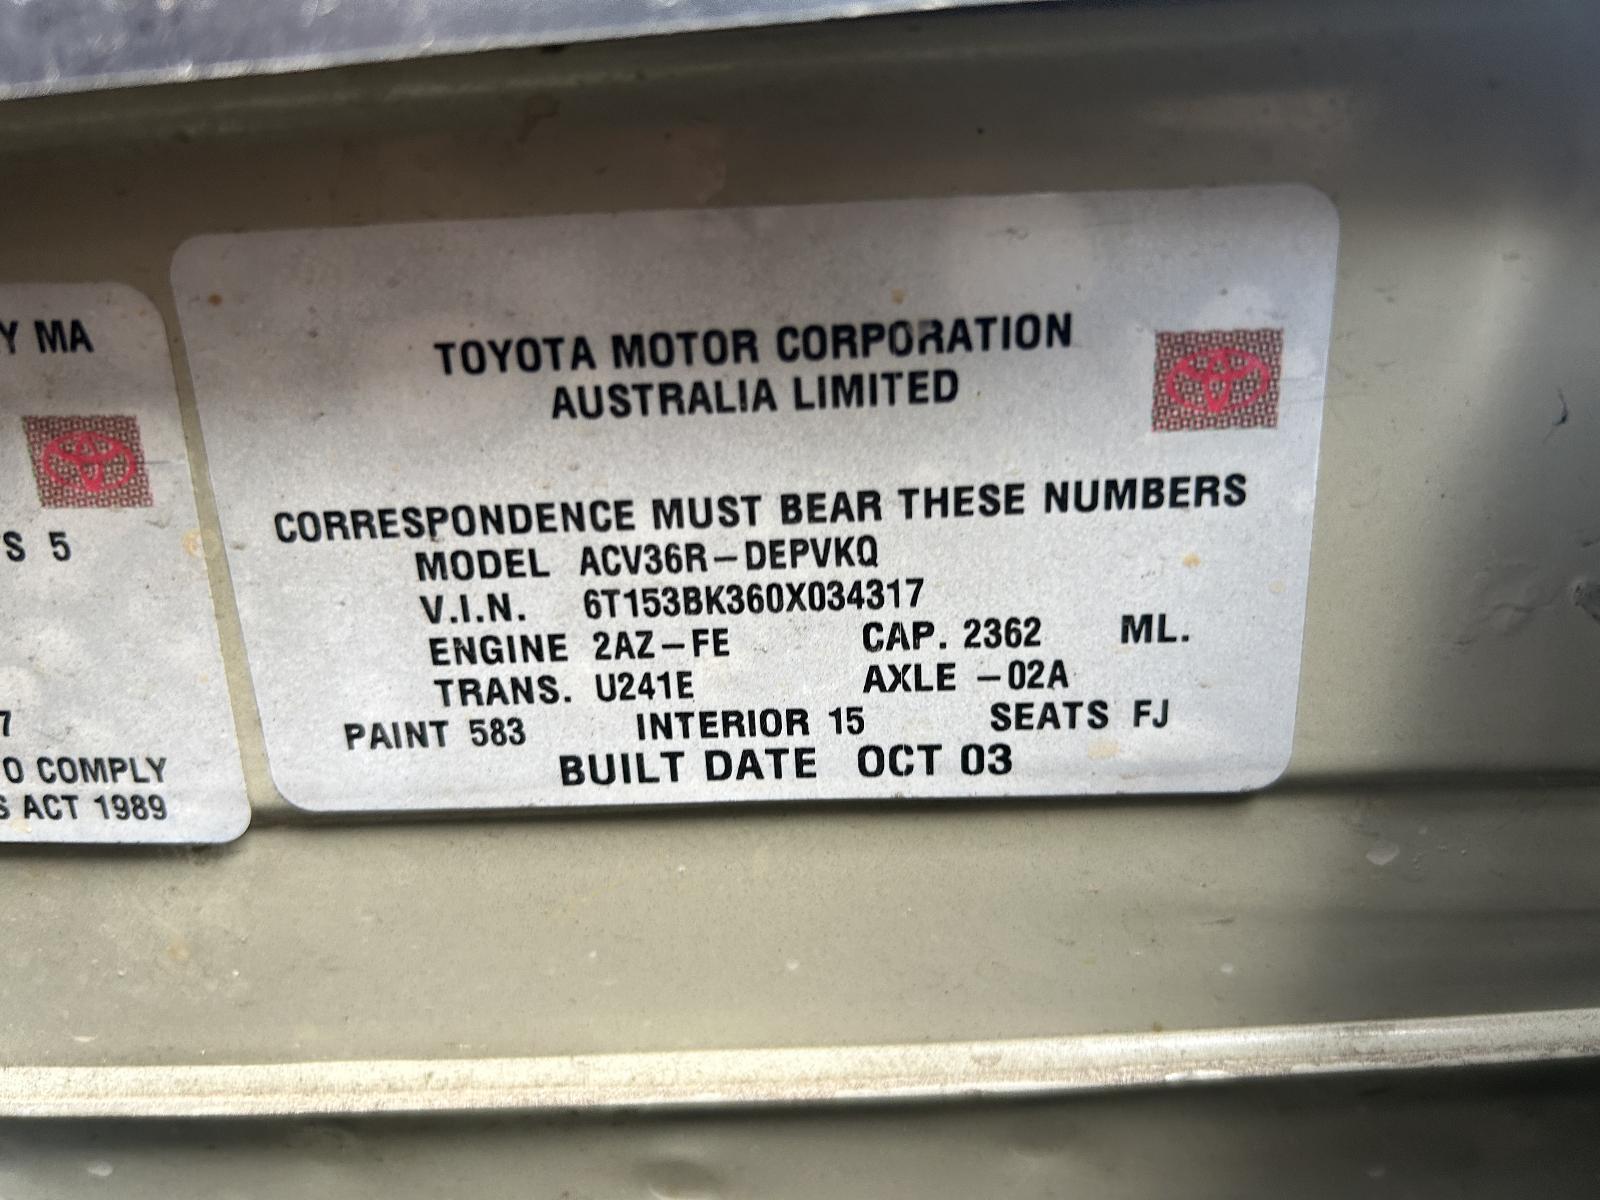 Y MA
S 5
7
O COMPLY
S ACT 1989
TOYOTA MOTOR CORPORATION
AUSTRALIA LIMITED
CORRESPONDENCE MUST BEAR THESE NUMBERS
MODEL ACV36R-DEPVKQ
V.I.N. 6T153BK360X034317
ENGINE 2AZ-FE CAP. 2362 ML.
TRANS. U241E AXLE -02A
PAINT 583 INTERIOR 15 SEATS FJ
BUILT DATE OCT 03